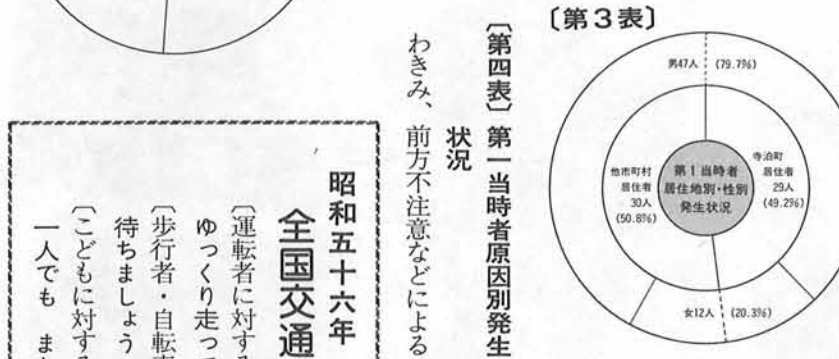 〔第3表〕
男47人 (79.7%)
他市町村
居住者
30人
(50.8%)
第1当時者
居住地別・性別
発生状況
寺泊町
居住者
29人
(49.2%)
女12人 (20.3%)
〔第四表〕第一当時者原因別発生
状況
わきみ、前方不注意などによる
昭和五十六年
全国交通
〔運転者に対する
ゆっくり走って
〔歩行者・自転車
待ちましょう
〔こどもに対する
一人でも